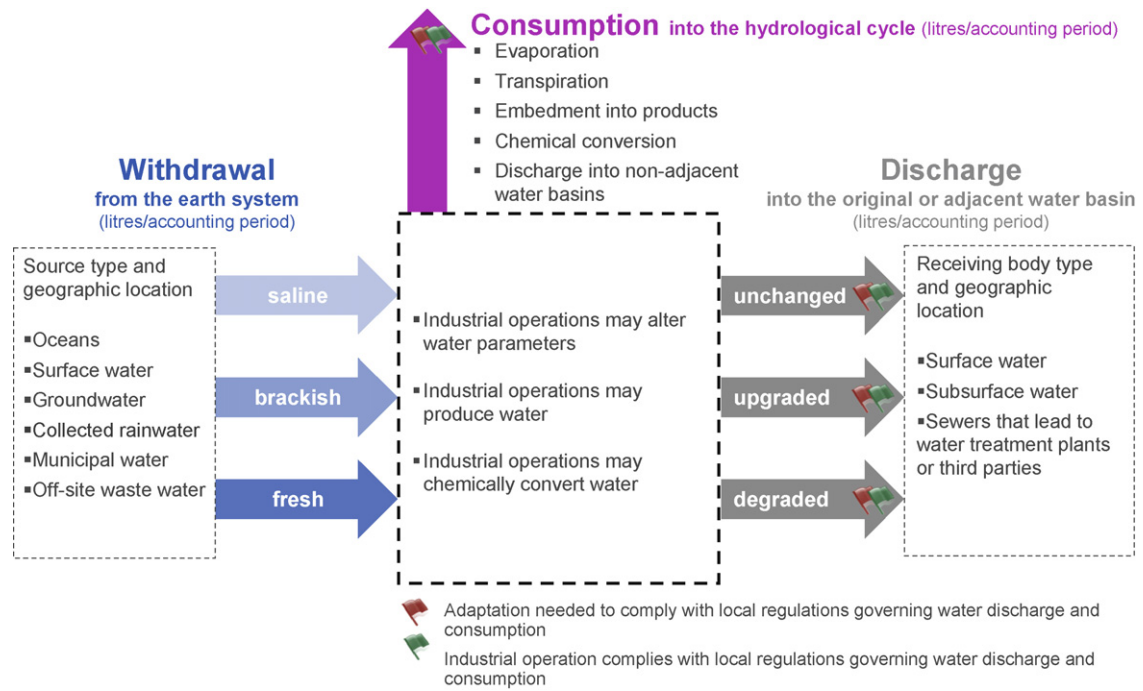 Consumption into the hydrological cycle (litres/accounting period)
▪ Evaporation
▪ Transpiration
▪ Embedment into products
▪ Chemical conversion
▪ Discharge into non-adjacent
water basins
Withdrawal
from the earth system
(litres/accounting period)
Source type and
geographic location
▪Oceans
▪Surface water
▪Groundwater
▪Collected rainwater
▪Municipal water
▪Off-site waste water
saline
brackish
fresh
▪Industrial operations may alter
water parameters
▪Industrial operations may
produce water
▪Industrial operations may
chemically convert water
Discharge
into the original or adjacent water basin
(litres/accounting period)
unchanged
upgraded
degraded
Receiving body type
and geographic
location
▪Surface water
▪Subsurface water
▪Sewers that lead to
water treatment plants
or third parties
Adaptation needed to comply with local regulations governing water discharge and
consumption
Industrial operation complies with local regulations governing water discharge and
consumption